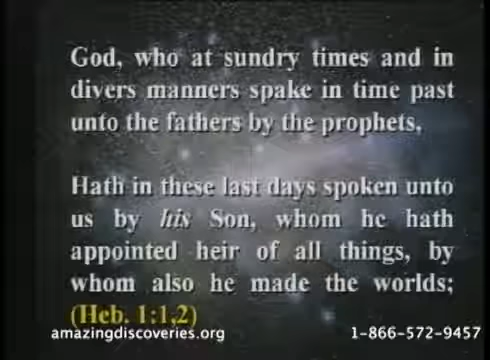 God, who at sundry times and in
divers manners spake in time past
unto the fathers by the prophets,
Hath in these last days spoken unto
us by his Son, whom he hath
appointed heir of all things, by
whom also he made the worlds;
(Heb. 1:1,2)
amazingdiscoveries.org 1-866-572-9457